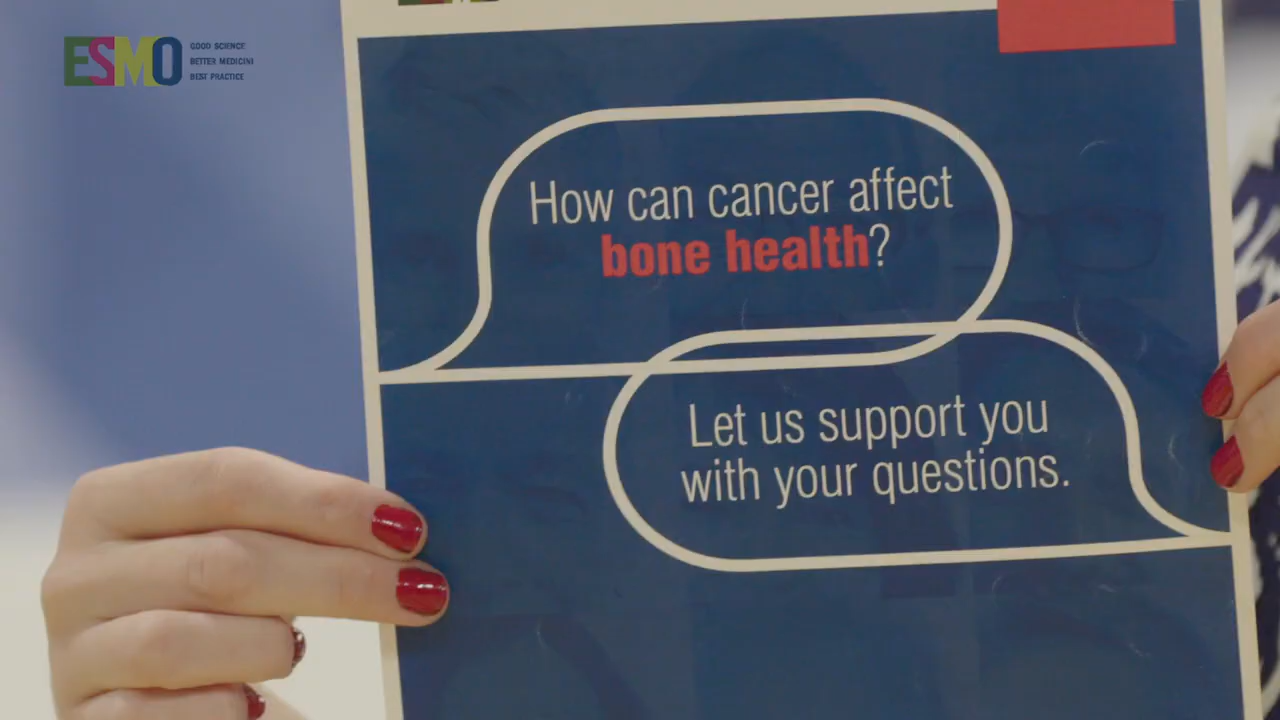 ESMO
GOOD SCIENCE
BETTER MEDICINE
BEST PRACTICE
How can cancer affect
bone health?
Let us support you
with your questions.